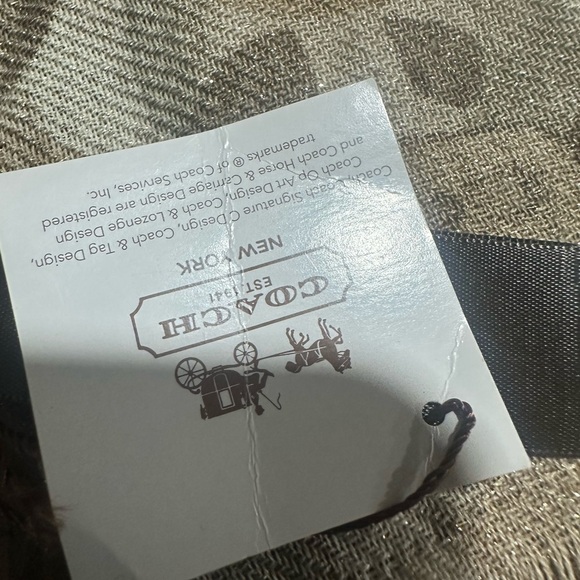 COACH
EST. 1941
NEW YORK
Coach, Coach Signature C Design, Coach & Tag Design,
Coach Op Art Design, Coach & Lozenge Design
and Coach Horse & Carriage Design are registered
trademarks ® of Coach Services, Inc.